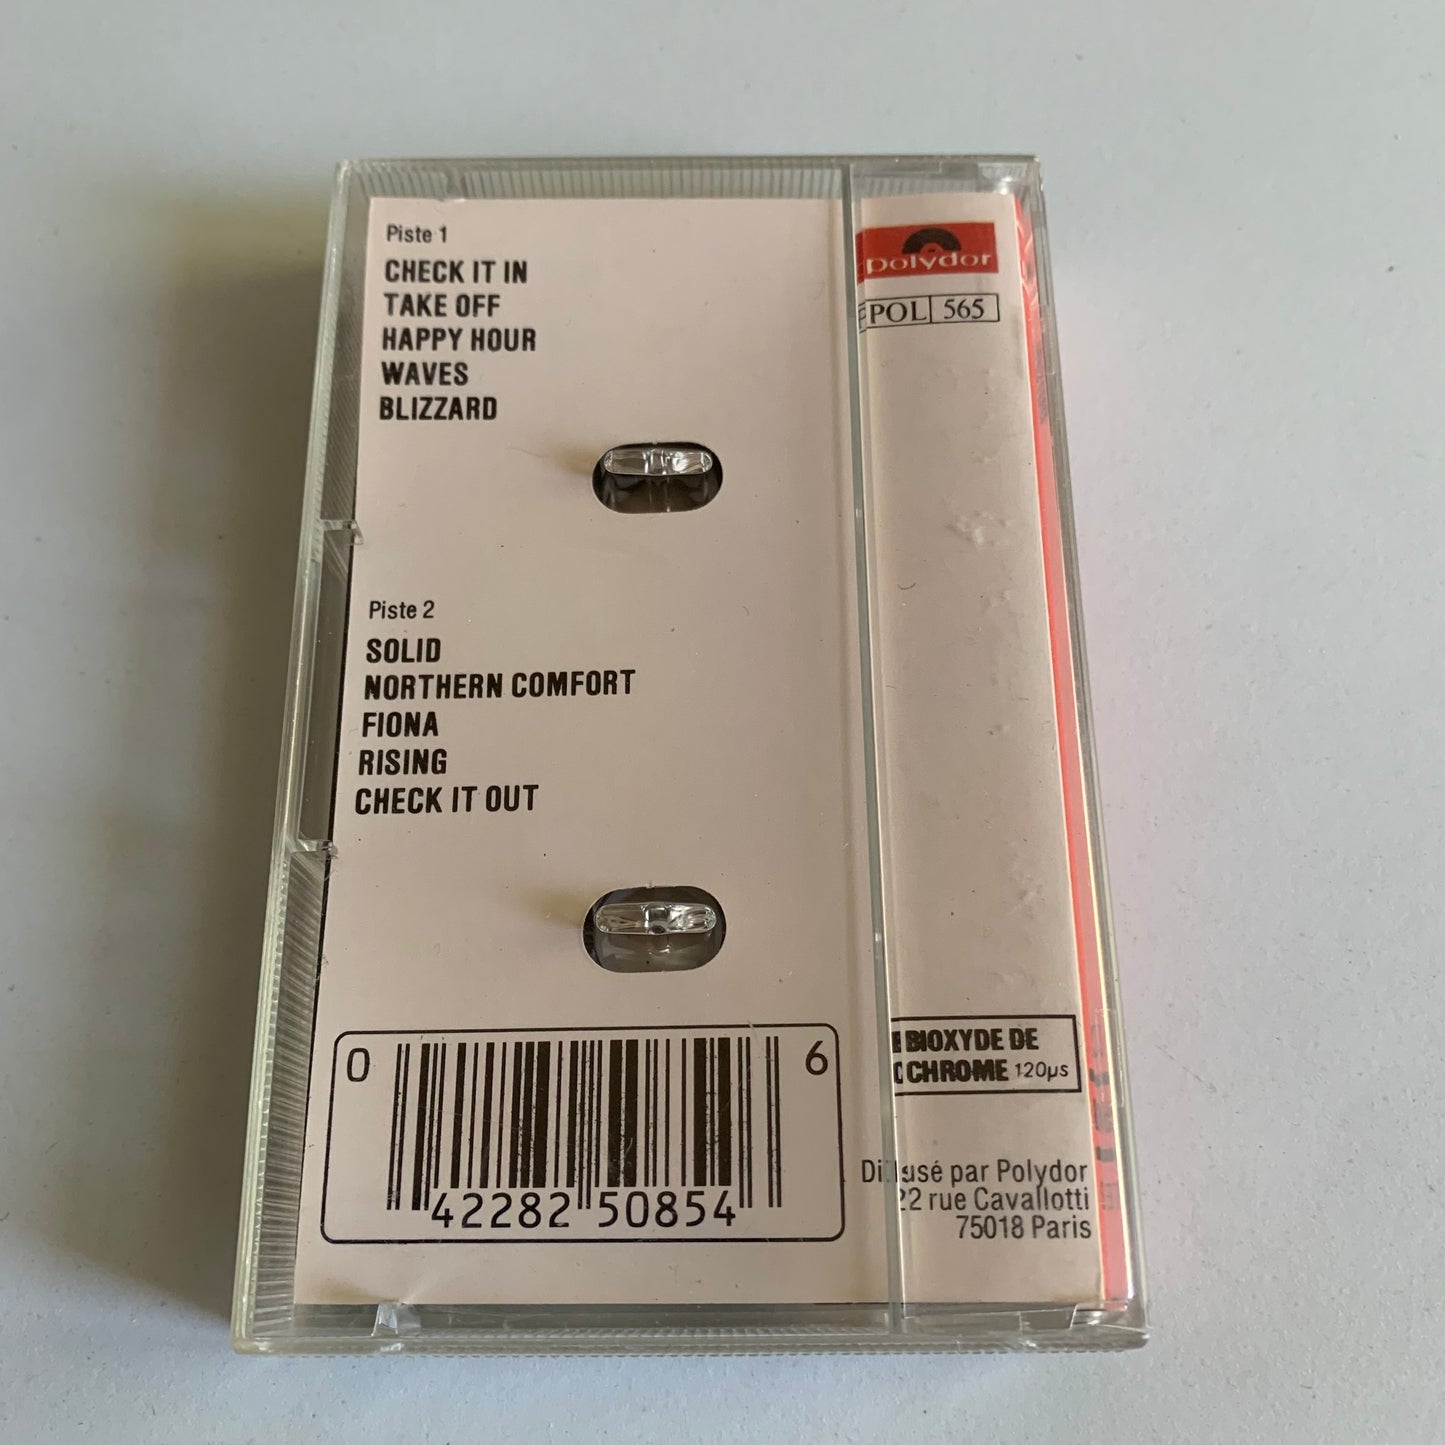 Piste 1
CHECK IT IN
TAKE OFF
HAPPY HOUR
WAVES
BLIZZARD
Piste 2
SOLID
NORTHERN COMFORT
FIONA
RISING
CHECK IT OUT
0 42282 50854 6
polydor
POL 565
BIOXYDE DE
CHROME 120µs
Diffusé par Polydor
22 rue Cavallotti
75018 Paris